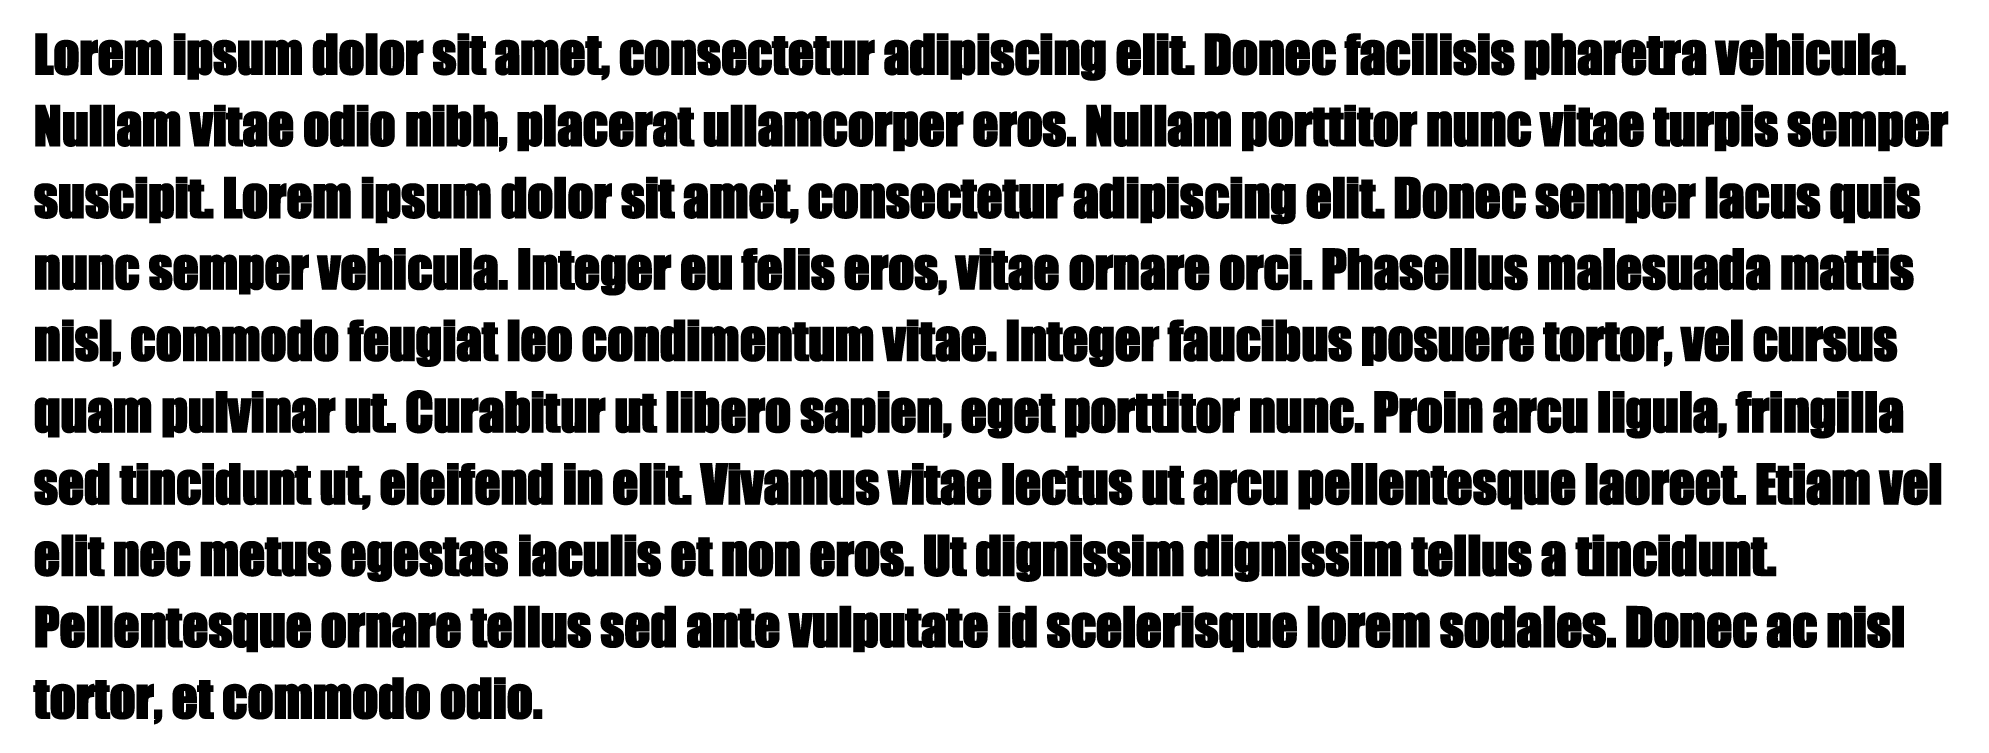 Lorem ipsum dolor sit amet, consectetur adipiscing elit. Donec facilisis pharetra vehicula.
Nullam vitae odio nibh, placerat ullamcorper eros. Nullam porttitor nunc vitae turpis semper
suscipit. Lorem ipsum dolor sit amet, consectetur adipiscing elit. Donec semper lacus quis
nunc semper vehicula. Integer eu felis eros, vitae ornare orci. Phasellus malesuada mattis
nisl, commodo feugiat leo condimentum vitae. Integer faucibus posuere tortor, vel cursus
quam pulvinar ut. Curabitur ut libero sapien, eget porttitor nunc. Proin arcu ligula, fringilla
sed tincidunt ut, eleifend in elit. Vivamus vitae lectus ut arcu pellentesque laoreet. Etiam vel
elit nec metus egestas iaculis et non eros. Ut dignissim dignissim tellus a tincidunt.
Pellentesque ornare tellus sed ante vulputate id scelerisque lorem sodales. Donec ac nisl
tortor, et commodo odio.